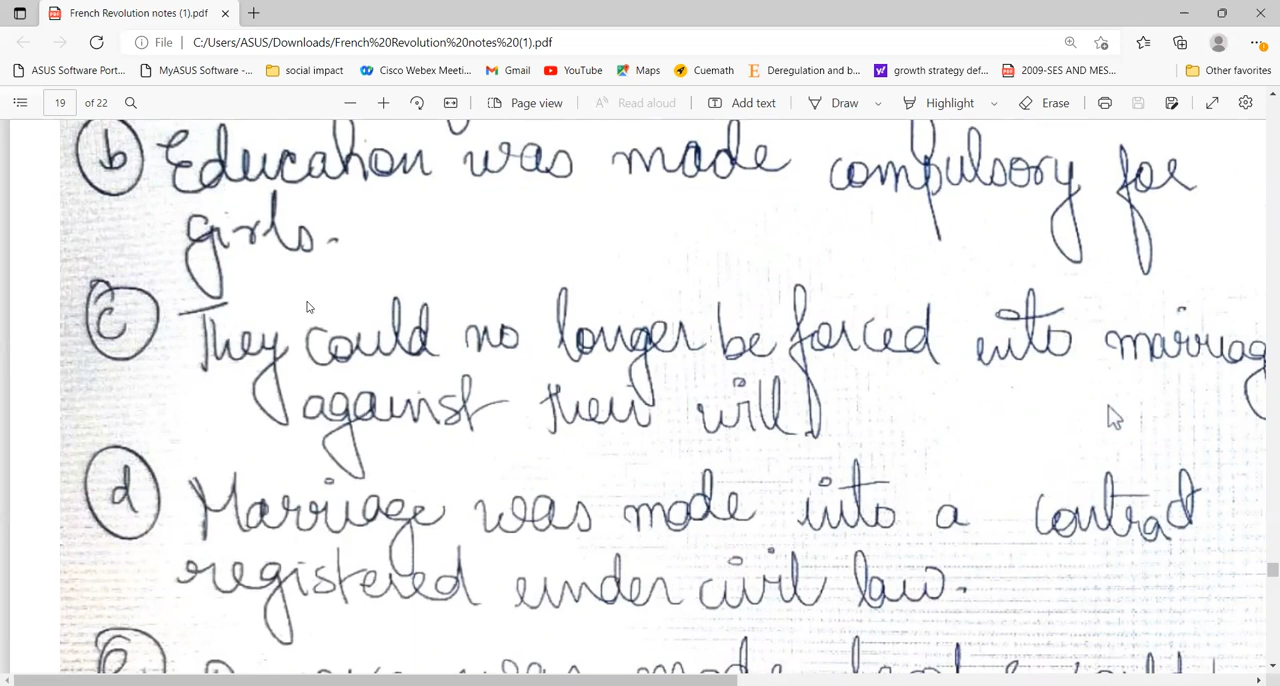 French Revolution notes (1).pdf
File
C:/Users/ASUS/Downloads/French%20Revolution%20notes%20(1).pdf
ASUS Software Port...
MyASUS Software -...
social impact
Cisco Webex Meeti...
Gmail
YouTube
Maps
Cuemath
Deregulation and b...
growth strategy def...
2009-SES AND MES...
Other favorites
19 of 22
Page view
Read aloud
Add text
Draw
Highlight
Erase
b Education was made compulsory for
girls.
c They could no longer be forced into marriag
against their will
d Marriage was made into a contract
registered under civil law.
e was made